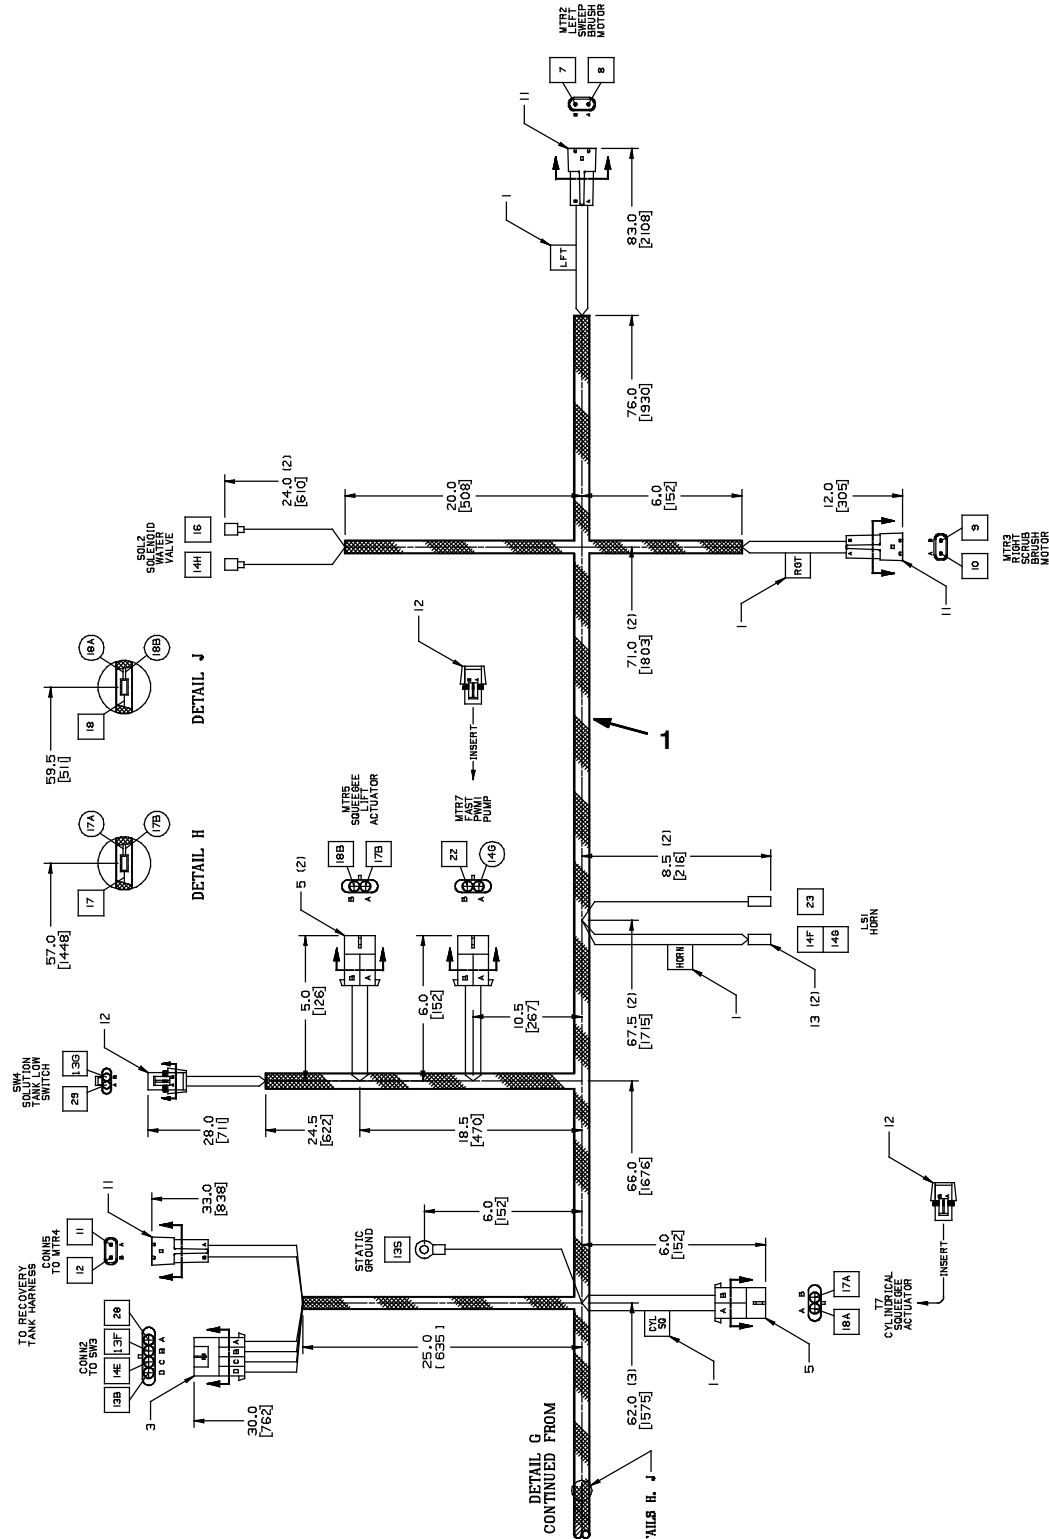 MTR2
LEFT
SWEEP
BRUSH
MOTOR
7
8
B
A
11
B
A
83.0
[2108]
1
LFT
76.0
[1930]
24.0 (2)
[610]
SOL2
SOLENOID
WATER
VALVE
14H
16
20.0
[508]
6.0
[152]
12.0
[305]
71.0 (2)
[1803]
RGT
1
11
A
10
9
MTR3
RIGHT
SCRUB
BRUSH
MOTOR
59.5
[511]
18
18A
18B
DETAIL J
57.0
[1448]
17
17A
17B
DETAIL H
12
INSERT
MTR5
SQUEEGEE
LIFT
ACTUATOR
18B
17B
B
A
MTR7
FAST
PWM1
PUMP
22
14G
B
A
1
5 (2)
5.0
[126]
B
A
6.0
[152]
B
A
10.5
[267]
8.5 (2)
[216]
67.5 (2)
[1715]
HORN
1
13 (2)
23
14F
14G
LS1
HORN
SW4
SOLUTION
TANK LOW
SWITCH
29
13G
A
B
12
28.0
[711]
24.5
[622]
18.5
[470]
66.0
[1676]
TO RECOVERY
TANK HARNESS
CONN5
TO MTR4
12
11
B
A
11
33.0
[838]
B
A
STATIC
GROUND
13S
6.0
[152]
6.0
[152]
CONN2
TO SW3
13B
14E
13F
28
D
C
B
A
3
D
C
B
A
30.0
[762]
25.0
[635 ]
62.0 (3)
[1575]
CYL
SQ
1
A
B
5
A
B
18A
17A
T7
CYLINDRICAL
SQUEEGEE
ACTUATOR
INSERT
12
DETAIL G
CONTINUED FROM
TAILS H, J